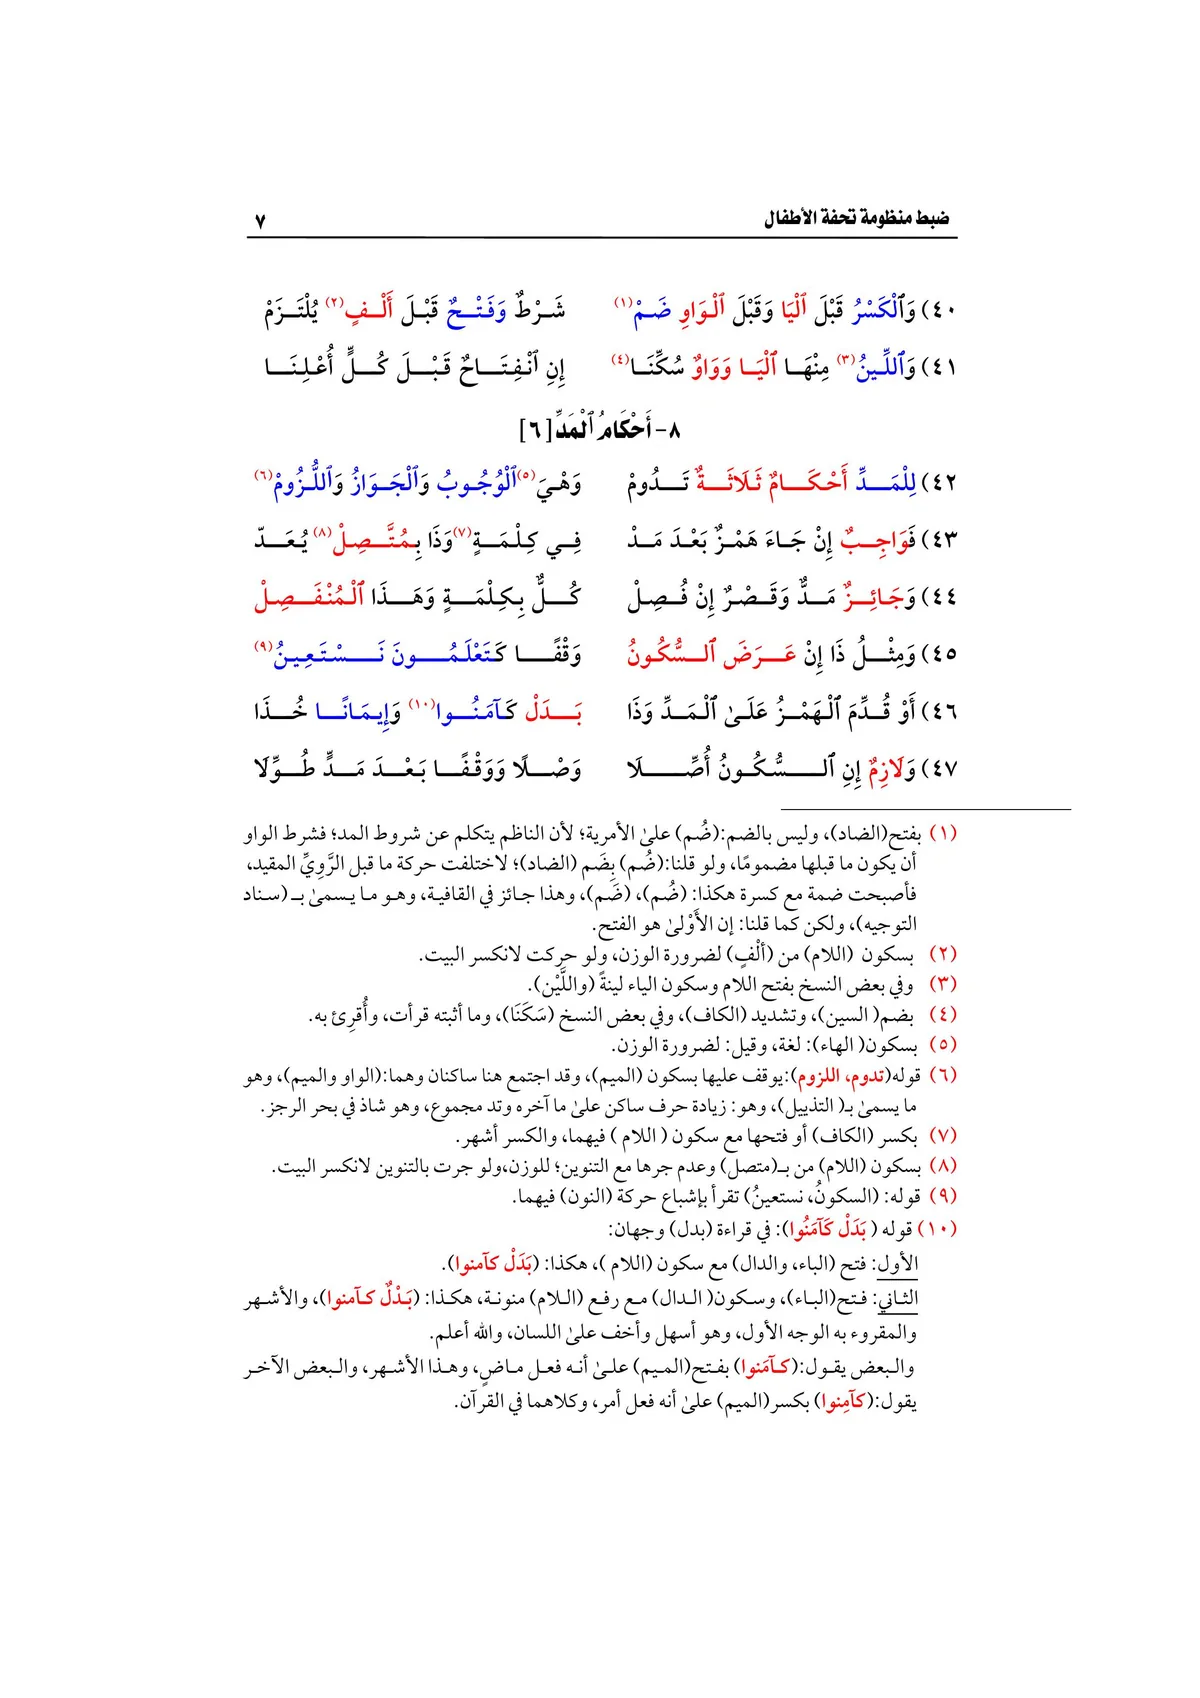 ضبط منظومة تحفة الأطفال ٧
٤٠) وَٱلْكَسْرُ قَبْلَ ٱلْيَا وَقَبْلَ ٱلْوَاوِ ضَمْ(١) شَرْطٌ وَفَتْحٌ قَبْلَ أَلْفٍ(٢) يُلْتَزَمْ
٤١) وَٱللِّينُ(٣) مِنْهَا ٱلْيَا وَوَاوٌ سُكِّنَا(٤) إِنِ ٱنْفِتَاحٌ قَبْلَ كُلٍّ أُعْلِنَا
٨- أَحْكَامُ ٱلْمَدِّ [٦]
٤٢) لِلْمَدِّ أَحْكَامٌ ثَلَاثَةٌ تَدُومْ وَهْيَ(٥) ٱلْوُجُوبُ وَٱلْجَوَازُ وَٱللُّزُومْ(٦)
٤٣) فَوَاجِبٌ إِنْ جَاءَ هَمْزٌ بَعْدَ مَدْ فِي كِلْمَةٍ(٧) وَذَا بِمُتَّصِلْ(٨) يُعَدّ
٤٤) وَجَائِزٌ مَدٌّ وَقَصْرٌ إِنْ فُصِلْ كُلٌّ بِكِلْمَةٍ وَهَذَا ٱلْمُنْفَصِلْ
٤٥) وَمِثْلُ ذَا إِنْ عَرَضَ ٱلسُّكُونُ وَقْفًا كَتَعْلَمُونَ نَسْتَعِينُ(٩)
٤٦) أَوْ قُدِّمَ ٱلْهَمْزُ عَلَىٰ ٱلْمَدِّ وَذَا بَدَلْ كَآمَنُوا(١٠) وَإِيمَانًا خُذَا
٤٧) وَلَازِمٌ إِنِ ٱلسُّكُونُ أُصِّلَا وَصْلًا وَوَقْفًا بَعْدَ مَدٍّ طُوِّلَا
(١) بفتح(الضاد)، وليس بالضم:(ضُم) علىٰ الأمرية؛ لأن الناظم يتكلم عن شروط المد؛ فشرط الواو
أن يكون ما قبلها مضمومًا، ولو قلنا:(ضُم) بِضَم (الضاد)؛ لاختلفت حركة ما قبل الرَّوِيِّ المقيد،
فأصبحت ضمة مع كسرة هكذا: (ضُم)، (ضَم)، وهذا جائز في القافية، وهو ما يسمىٰ بـ (سناد
التوجيه)، ولكن كما قلنا: إن الأَوْلىٰ هو الفتح.
(٢) بسكون (اللام) من (ألْفٍ) لضرورة الوزن، ولو حركت لانكسر البيت.
(٣) وفي بعض النسخ بفتح اللام وسكون الياء لينةً (واللَّيْن).
(٤) بضم( السين)، وتشديد (الكاف)، وفي بعض النسخ (سَكَنَا)، وما أثبته قرأت، وأُقرِئ به.
(٥) بسكون( الهاء): لغة، وقيل: لضرورة الوزن.
(٦) قوله(تدوم، اللزوم):يوقف عليها بسكون (الميم)، وقد اجتمع هنا ساكنان وهما:(الواو والميم)، وهو
ما يسمىٰ بـ( التذييل)، وهو: زيادة حرف ساكن علىٰ ما آخره وتد مجموع، وهو شاذ في بحر الرجز.
(٧) بكسر (الكاف) أو فتحها مع سكون ( اللام ) فيهما، والكسر أشهر.
(٨) بسكون (اللام) من بـ(متصل) وعدم جرها مع التنوين؛ للوزن،ولو جرت بالتنوين لانكسر البيت.
(٩) قوله: (السكونُ، نستعينُ) تقرأ بإشباع حركة (النون) فيهما.
(١٠) قوله ( بَدَلْ كَآمَنُوا): في قراءة (بدل) وجهان:
الأول: فتح (الباء، والدال) مع سكون (اللام )، هكذا: (بَدَلْ كآمنوا).
الثاني: فتح(الباء)، وسكون( الدال) مع رفع (اللام) منونة، هكذا: (بَدْلٌ كآمنوا)، والأشهر
والمقروء به الوجه الأول، وهو أسهل وأخف علىٰ اللسان، والله أعلم.
والبعض يقول:(كآمَنوا) بفتح(الميم) علىٰ أنه فعل ماضٍ، وهذا الأشهر، والبعض الآخر
يقول:(كآمِنوا) بكسر(الميم) علىٰ أنه فعل أمر، وكلاهما في القرآن.